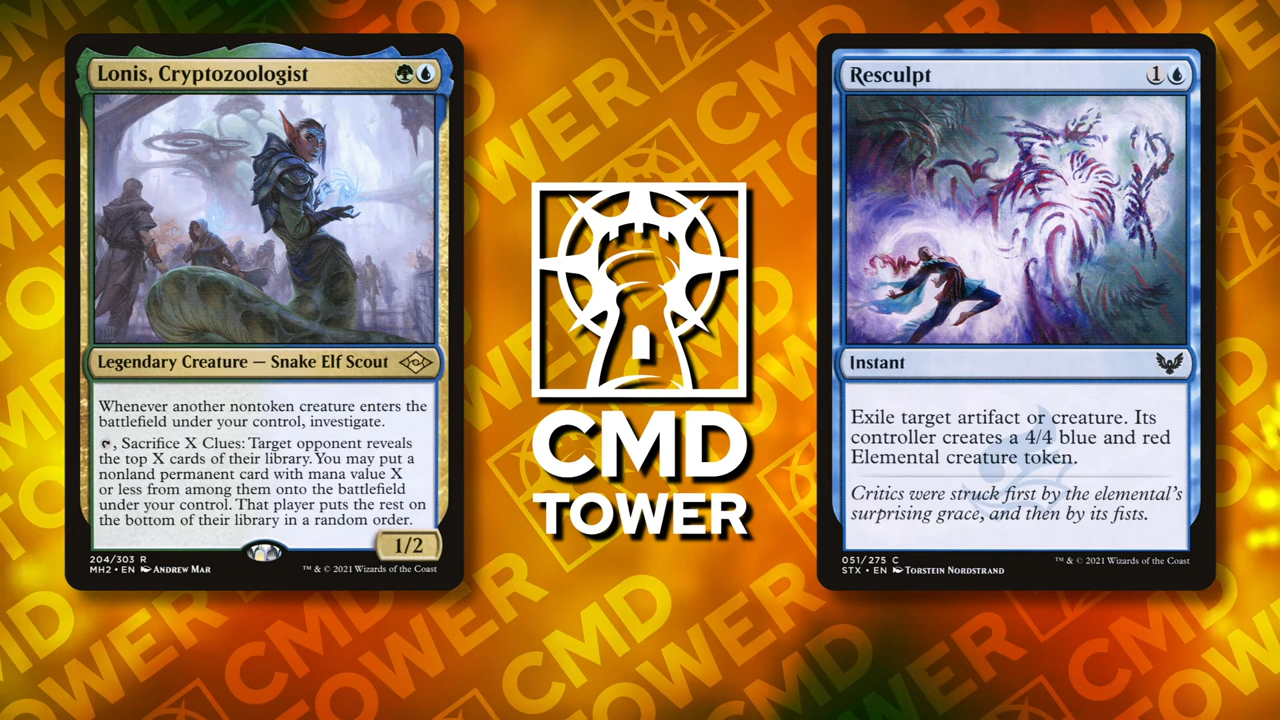 Lonis, Cryptozoologist
Legendary Creature — Snake Elf Scout
Whenever another nontoken creature enters the
battlefield under your control, investigate.
, Sacrifice X Clues: Target opponent reveals
the top X cards of their library. You may put a
nonland permanent card with mana value X
or less from among them onto the battlefield
under your control. That player puts the rest on
the bottom of their library in a random order.
1/2
204/303 R
MH2 • EN Andrew Mar
™ & © 2021 Wizards of the Coast
CMD
TOWER
Resculpt
1
Instant
Exile target artifact or creature. Its
controller creates a 4/4 blue and red
Elemental creature token.
Critics were struck first by the elemental's
surprising grace, and then by its fists.
051/275 C
STX • EN Torstein Nordstrand
™ & © 2021 Wizards of the Coast